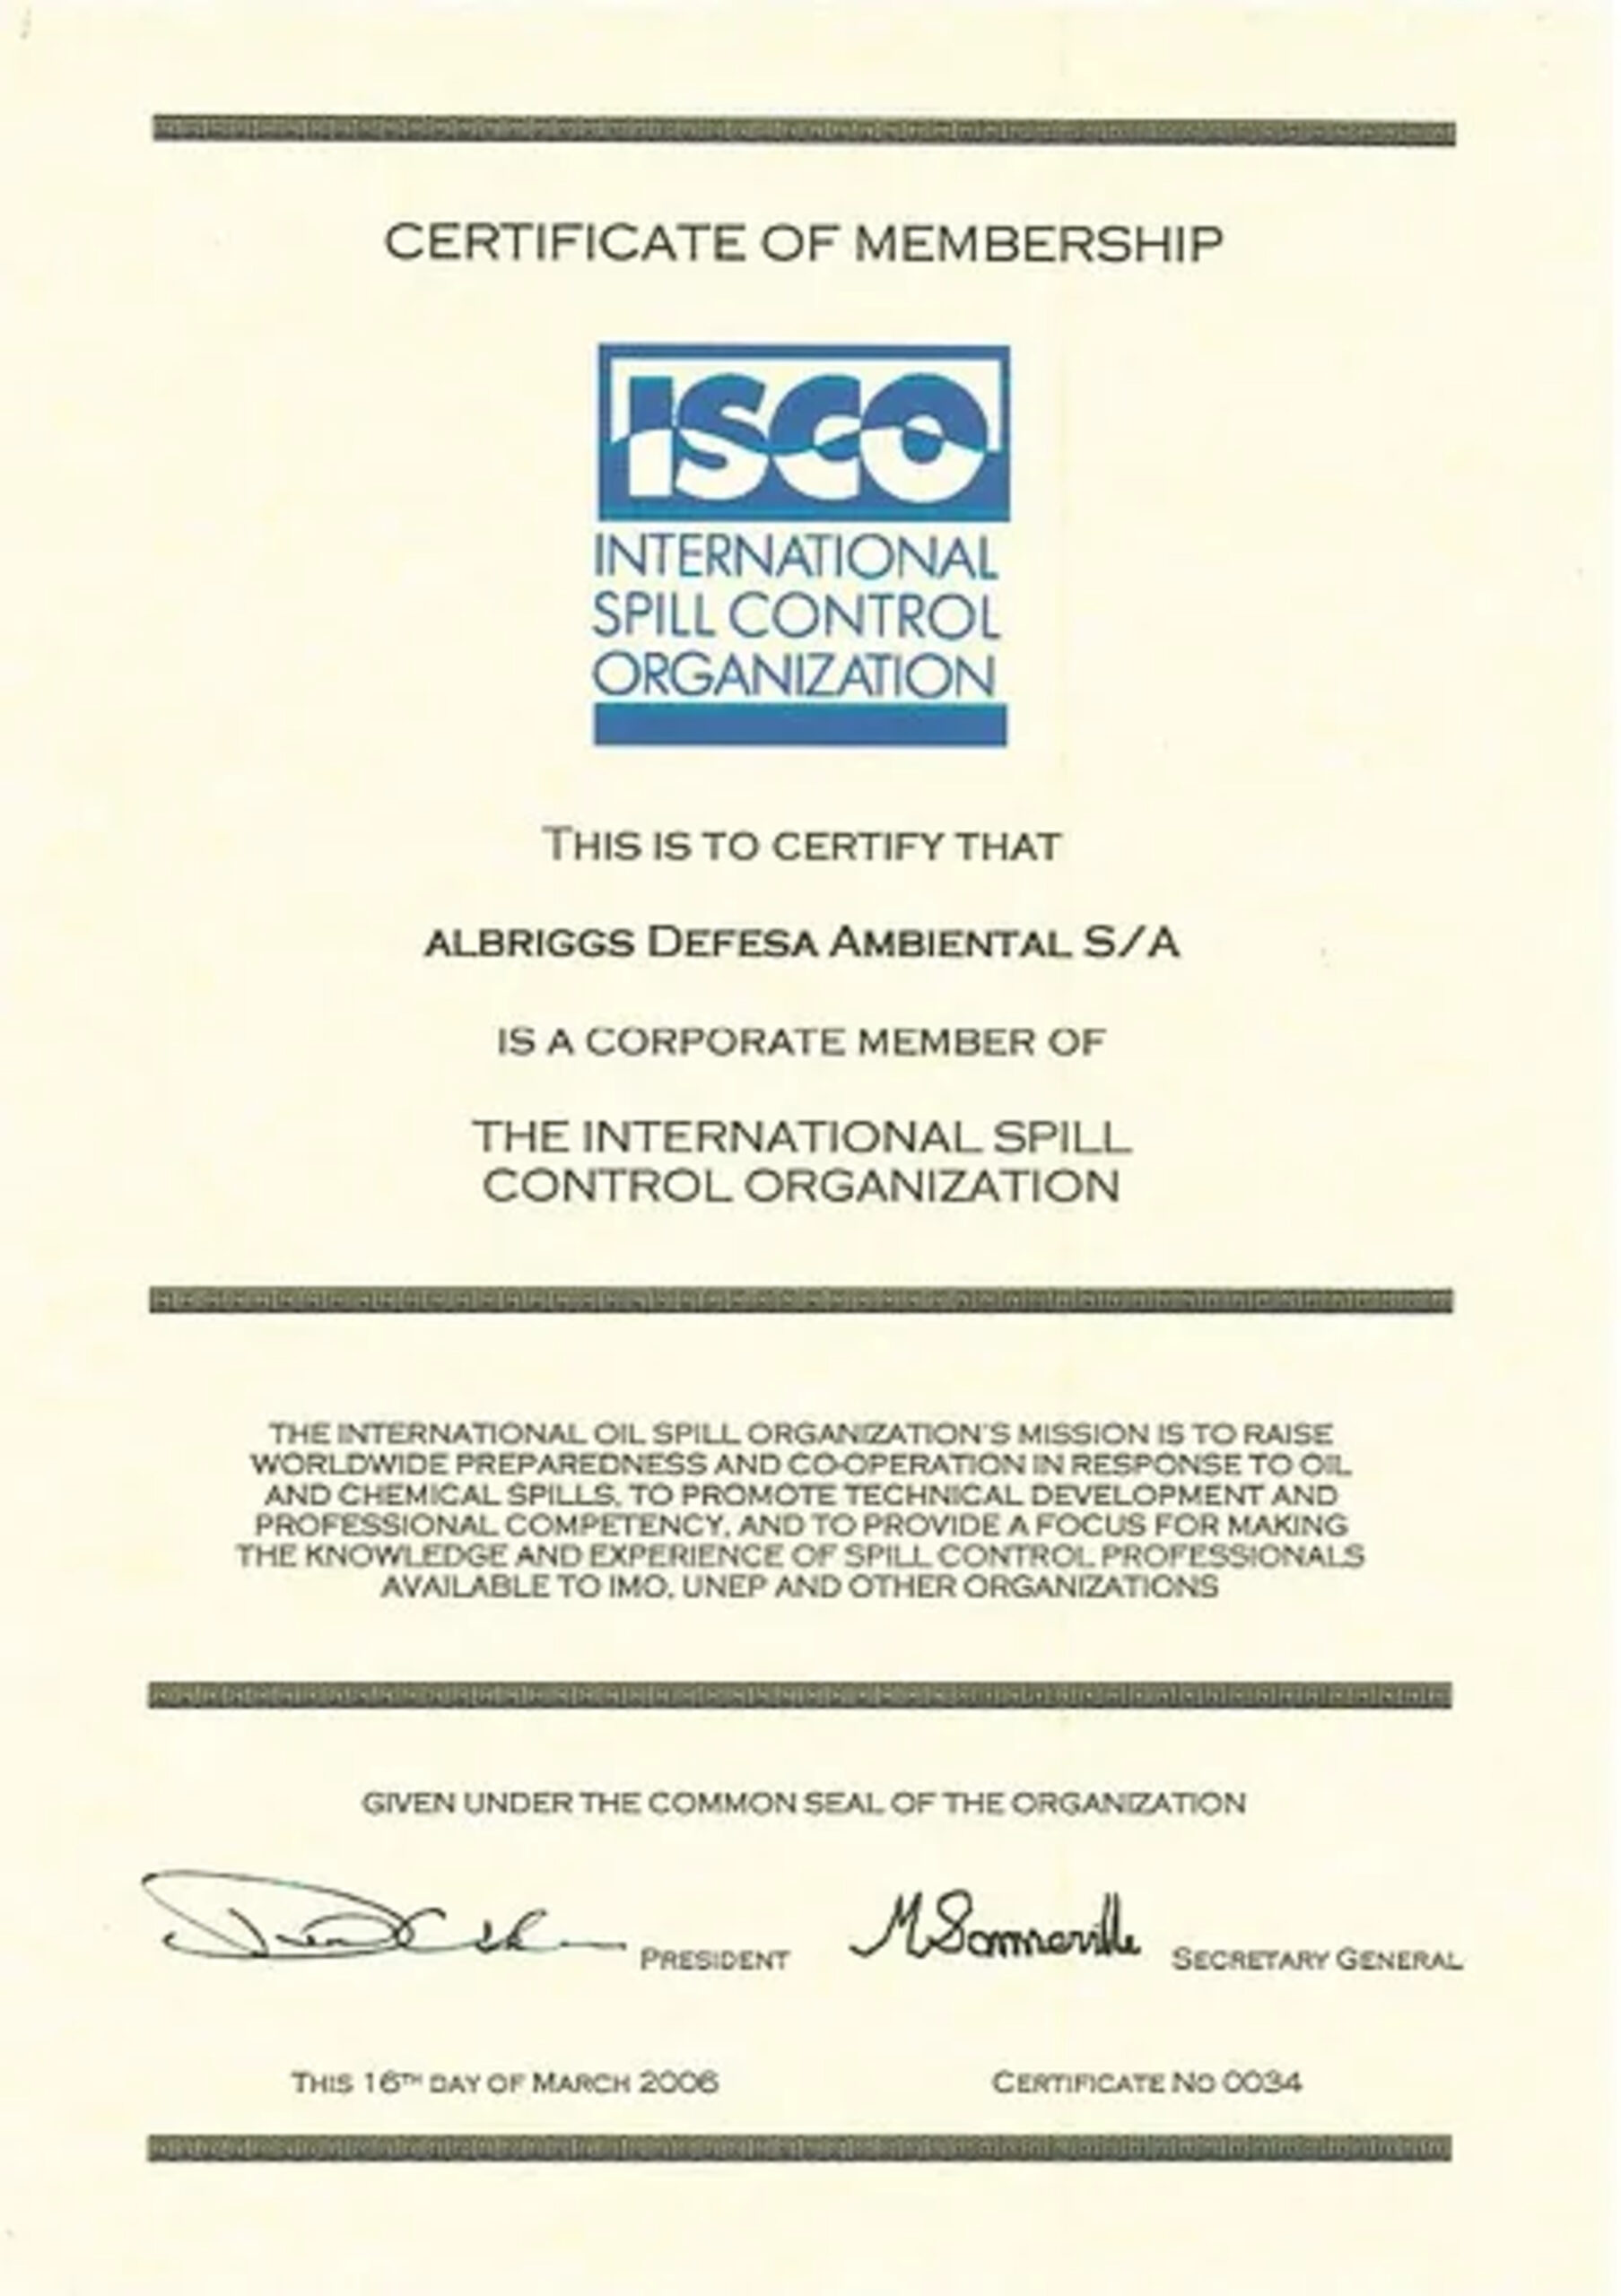 CERTIFICATE OF MEMBERSHIP
ISCO
INTERNATIONAL
SPILL CONTROL
ORGANIZATION
THIS IS TO CERTIFY THAT
ALBRIGGS DEFESA AMBIENTAL S/A
IS A CORPORATE MEMBER OF
THE INTERNATIONAL SPILL
CONTROL ORGANIZATION
THE INTERNATIONAL OIL SPILL ORGANIZATION'S MISSION IS TO RAISE
WORLDWIDE PREPAREDNESS AND CO-OPERATION IN RESPONSE TO OIL
AND CHEMICAL SPILLS, TO PROMOTE TECHNICAL DEVELOPMENT AND
PROFESSIONAL COMPETENCY, AND TO PROVIDE A FOCUS FOR MAKING
THE KNOWLEDGE AND EXPERIENCE OF SPILL CONTROL PROFESSIONALS
AVAILABLE TO IMO, UNEP AND OTHER ORGANIZATIONS
GIVEN UNDER THE COMMON SEAL OF THE ORGANIZATION
PRESIDENT M Sommerville SECRETARY GENERAL
THIS 16TH DAY OF MARCH 2006 CERTIFICATE NO 0034